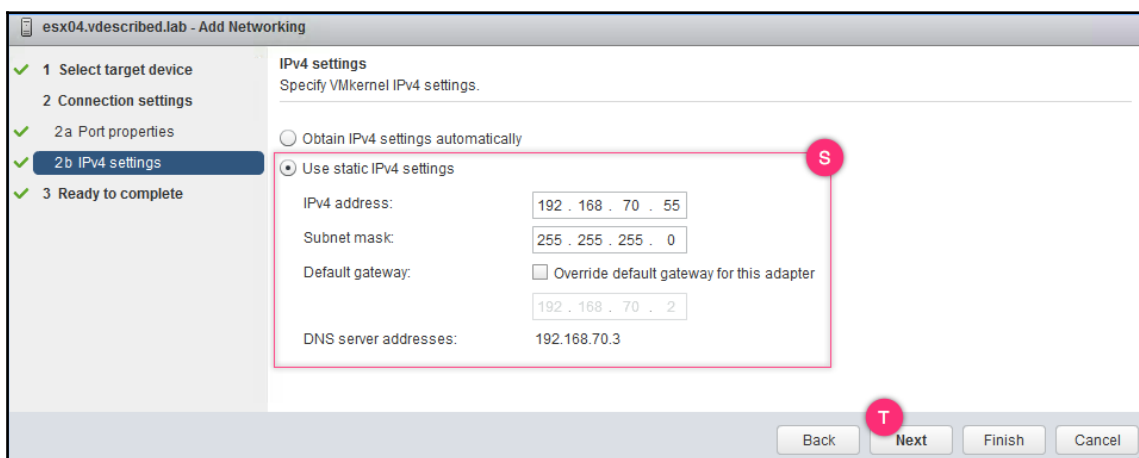 esx04.vdescribed.lab - Add Networking
1 Select target device
2 Connection settings
2a Port properties
2b IPv4 settings
3 Ready to complete
IPv4 settings
Specify VMkernel IPv4 settings.
Obtain IPv4 settings automatically
S
Use static IPv4 settings
IPv4 address: 192 . 168 . 70 . 55
Subnet mask: 255 . 255 . 255 . 0
Default gateway: Override default gateway for this adapter
192 . 168 . 70 . 2
DNS server addresses: 192.168.70.3
T
Back Next Finish Cancel